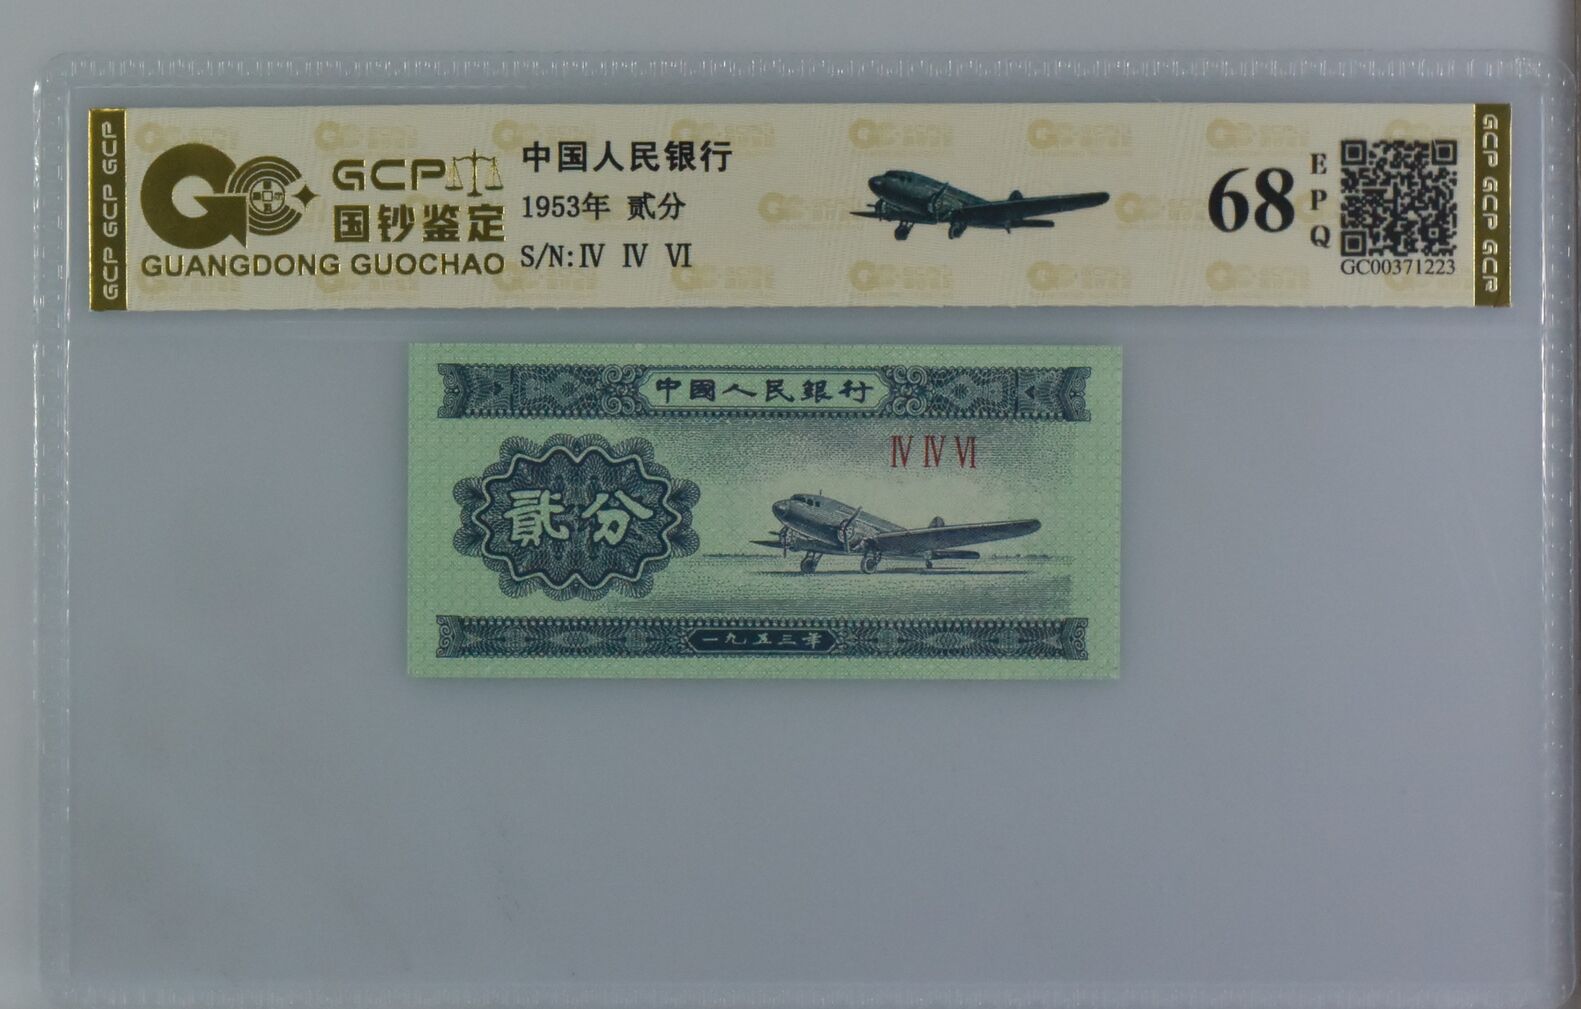 GCP GCP GCP
GCP
国钞鉴定
GUANGDONG GUOCHAO
中国人民银行
1953年 贰分
S/N:Ⅳ Ⅳ Ⅵ
68
EPQ
GC00371223
GCP GCP GCP
中國人民銀行
Ⅳ Ⅳ Ⅵ
貳分
一九五三年